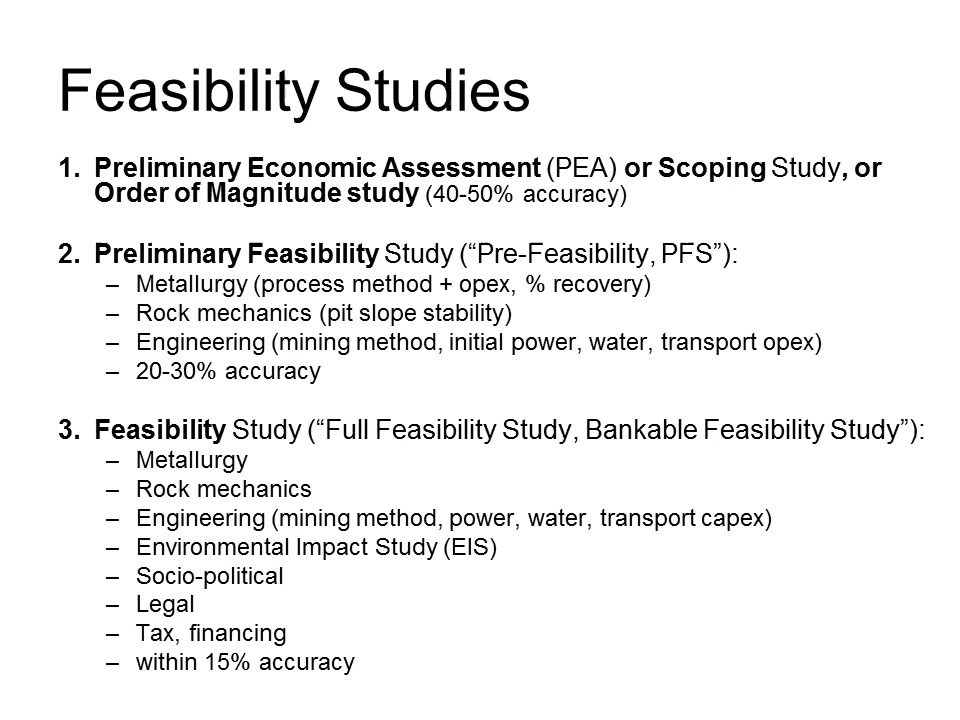 Feasibility Studies
1. Preliminary Economic Assessment (PEA) or Scoping Study, or
Order of Magnitude study (40-50% accuracy)
2. Preliminary Feasibility Study (“Pre-Feasibility, PFS”):
– Metallurgy (process method + opex, % recovery)
– Rock mechanics (pit slope stability)
– Engineering (mining method, initial power, water, transport opex)
– 20-30% accuracy
3. Feasibility Study (“Full Feasibility Study, Bankable Feasibility Study”):
– Metallurgy
– Rock mechanics
– Engineering (mining method, power, water, transport capex)
– Environmental Impact Study (EIS)
– Socio-political
– Legal
– Tax, financing
– within 15% accuracy